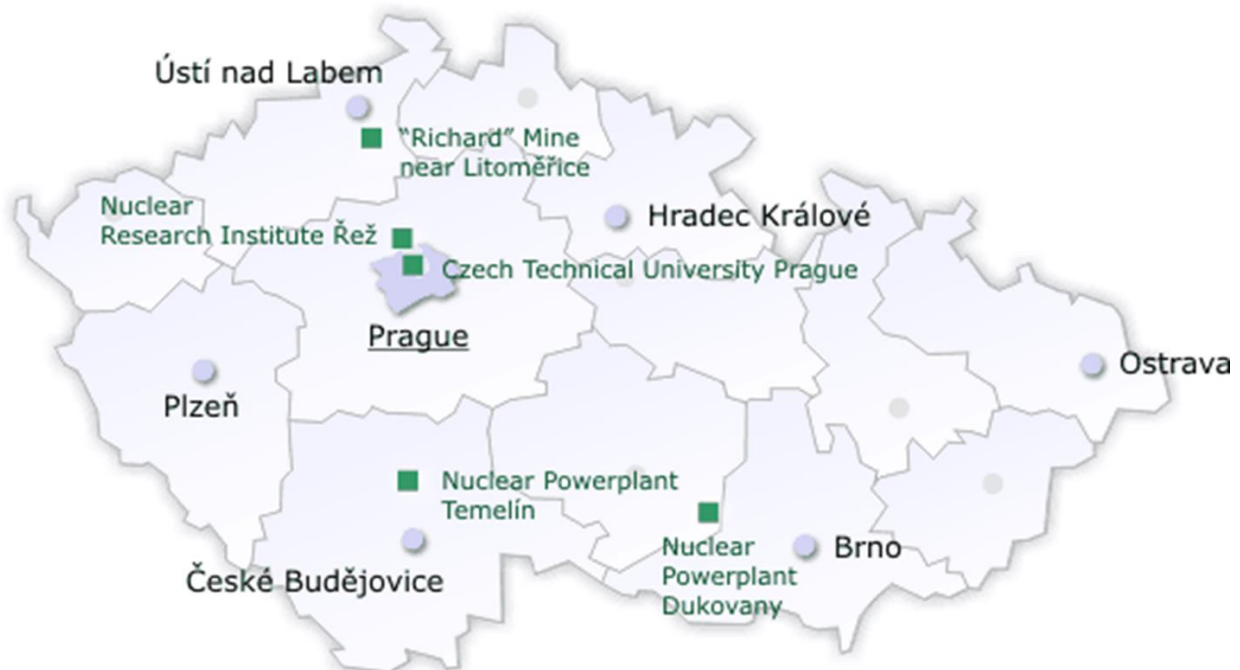 Ústí nad Labem
“Richard” Mine
near Litoměřice
Nuclear
Research Institute Řež
Hradec Králové
Czech Technical University Prague
Prague
Ostrava
Plzeň
Nuclear Powerplant
Temelín
Nuclear
Powerplant
Dukovany
Brno
České Budějovice